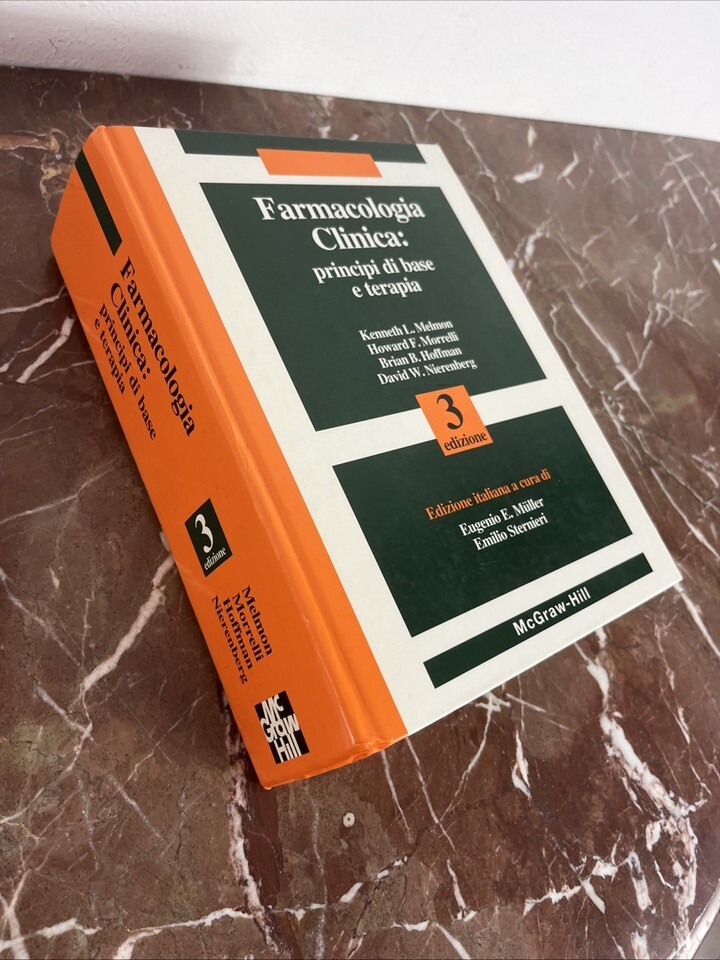 Farmacologia
Clinica:
principi di base
e terapia
Kenneth L. Melmon
Howard F. Morrelli
Brian B. Hoffman
David W. Nierenberg
3
edizione
Edizione italiana a cura di
Eugenio E. Müller
Emilio Sternieri
McGraw-Hill
Farmacologia
Clinica:
principi di base
e terapia
3
edizione
Melmon
Morrelli
Hoffman
Nierenberg
Mc
Graw
Hill